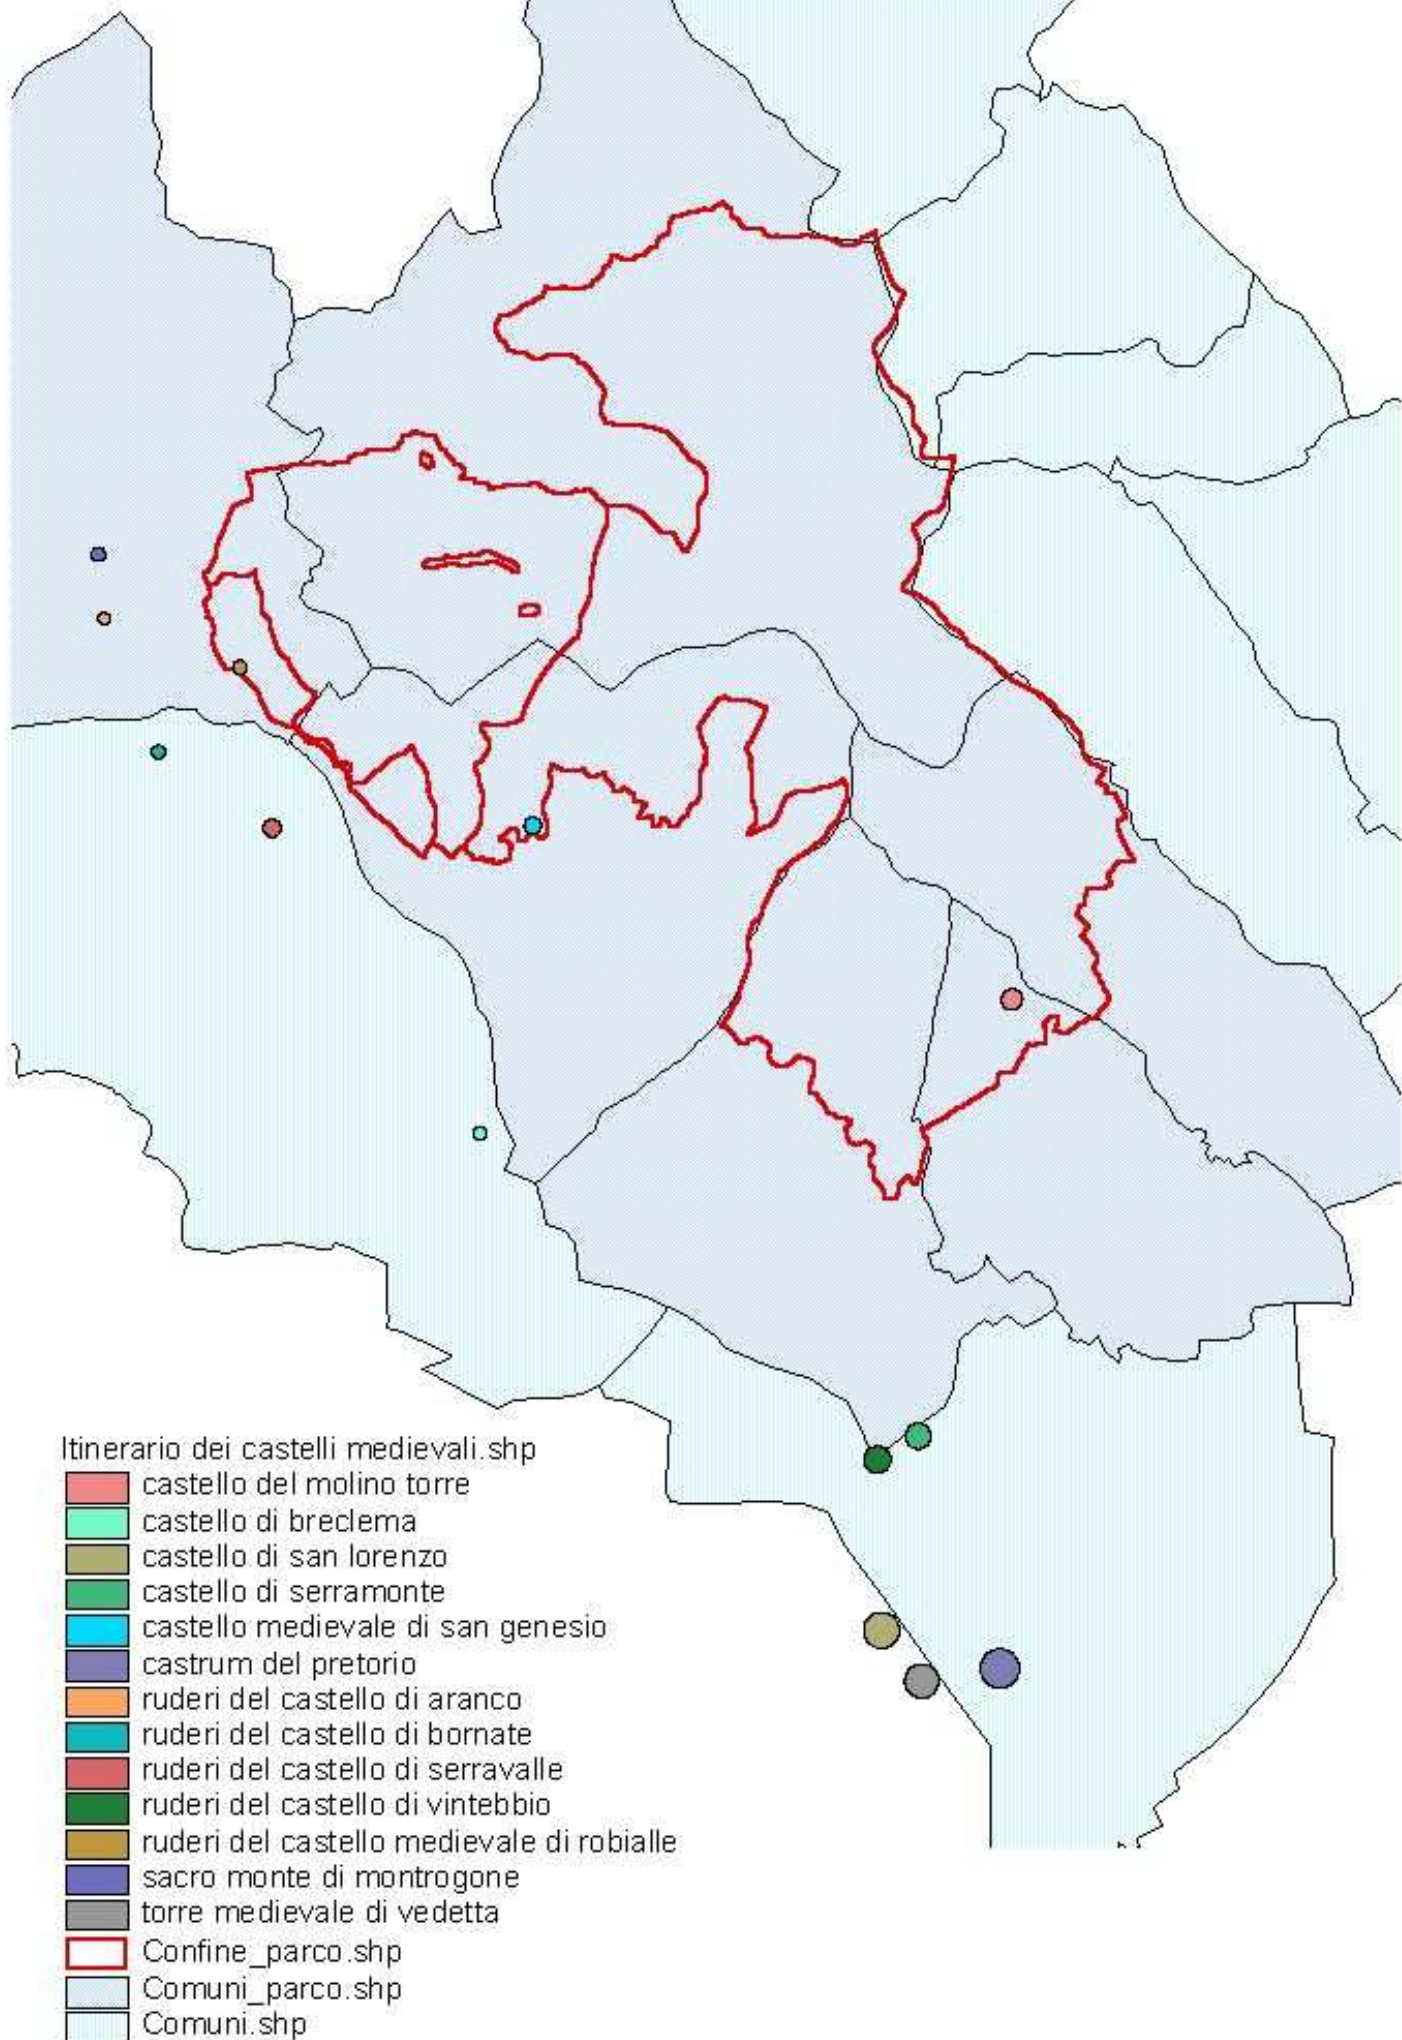 Itinerario dei castelli medievali.shp
castello del molino torre
castello di breclema
castello di san lorenzo
castello di serramonte
castello medievale di san genesio
castrum del pretorio
ruderi del castello di aranco
ruderi del castello di bornate
ruderi del castello di serravalle
ruderi del castello di vintebbio
ruderi del castello medievale di robialle
sacro monte di montrogone
torre medievale di vedetta
Confine_parco.shp
Comuni_parco.shp
Comuni.shp